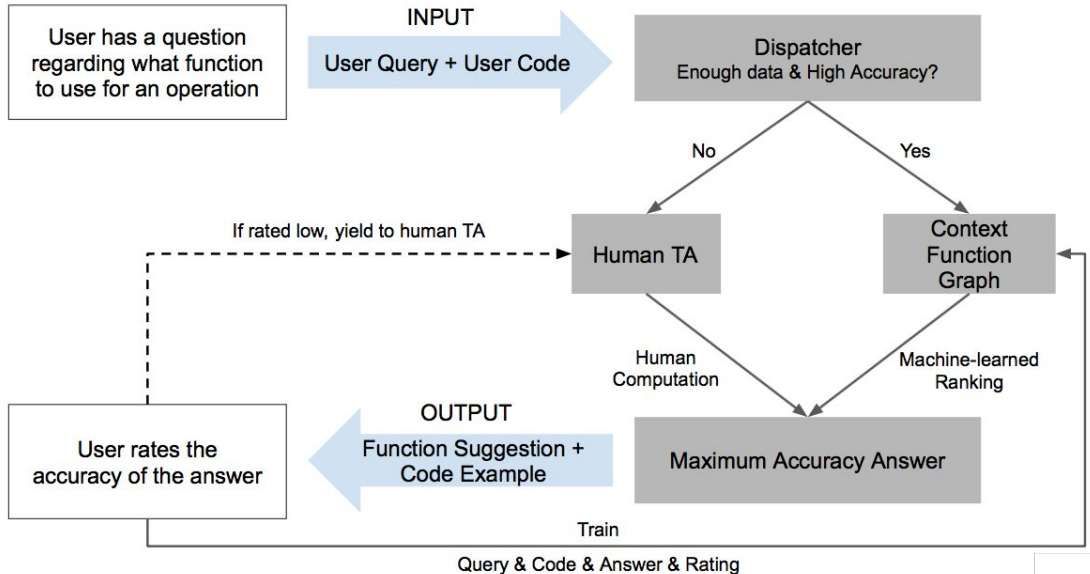 User has a question
regarding what function
to use for an operation
INPUT
User Query + User Code
Dispatcher
Enough data & High Accuracy?
No
Yes
If rated low, yield to human TA
Human TA
Context
Function
Graph
Human
Computation
Machine-learned
Ranking
User rates the
accuracy of the answer
OUTPUT
Function Suggestion +
Code Example
Maximum Accuracy Answer
Train
Query & Code & Answer & Rating